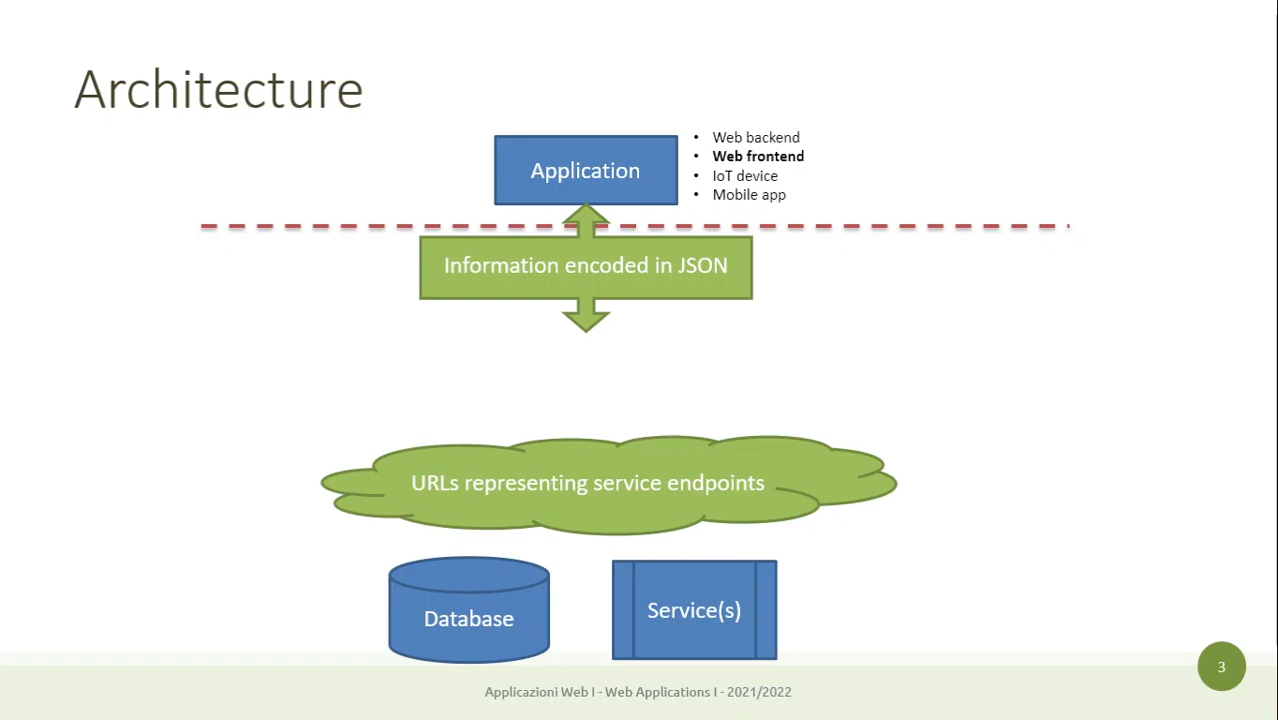 Architecture
Application
• Web backend
• Web frontend
• IoT device
• Mobile app
Information encoded in JSON
URLs representing service endpoints
Database
Service(s)
Applicazioni Web I - Web Applications I - 2021/2022
3